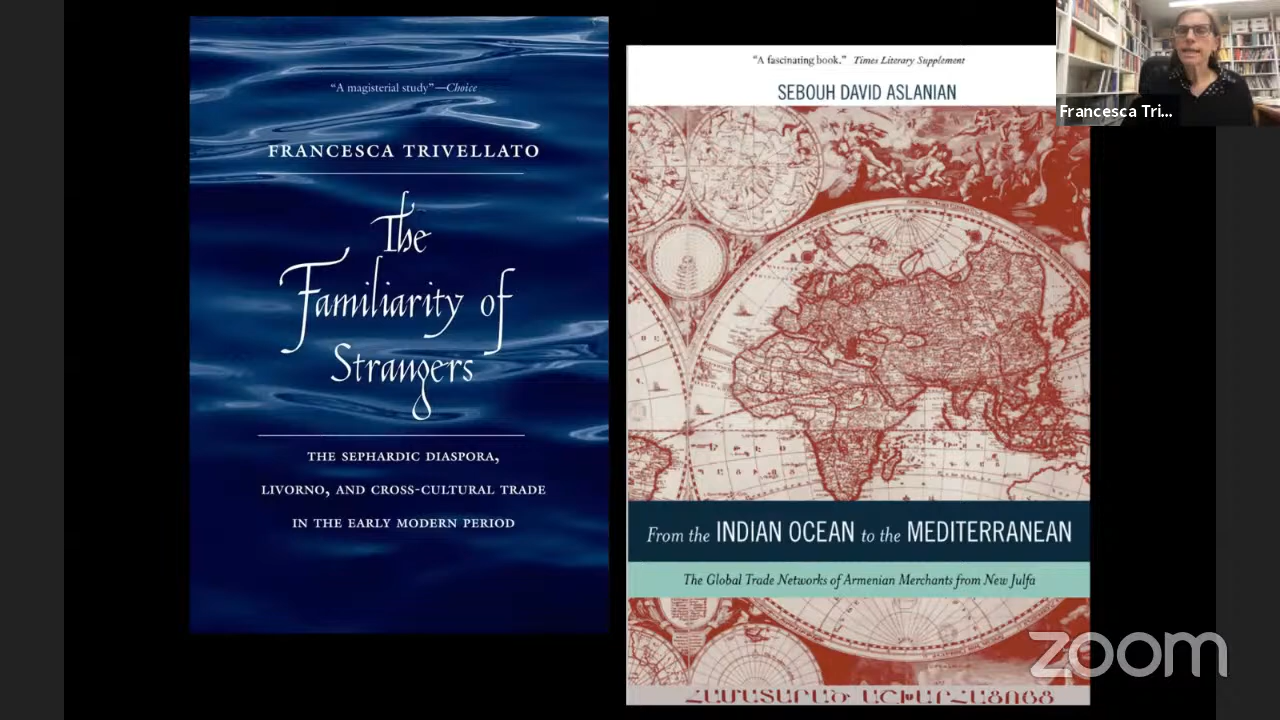 “A magisterial study”—Choice
FRANCESCA TRIVELLATO
The
Familiarity of
Strangers
THE SEPHARDIC DIASPORA,
LIVORNO, AND CROSS-CULTURAL TRADE
IN THE EARLY MODERN PERIOD
“A fascinating book.” Times Literary Supplement
SEBOUH DAVID ASLANIAN
From the INDIAN OCEAN to the MEDITERRANEAN
The Global Trade Networks of Armenian Merchants from New Julfa
ՀԱՄԱՏԱՐԱԾ ԱՇԽԱՐՀԱՑՈՅՑ
Francesca Tri...
zoom